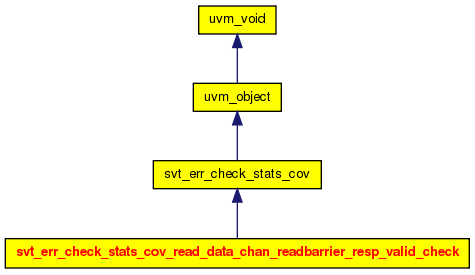 uvm_void
uvm_object
svt_err_check_stats_cov
svt_err_check_stats_cov_read_data_chan_readbarrier_resp_valid_check